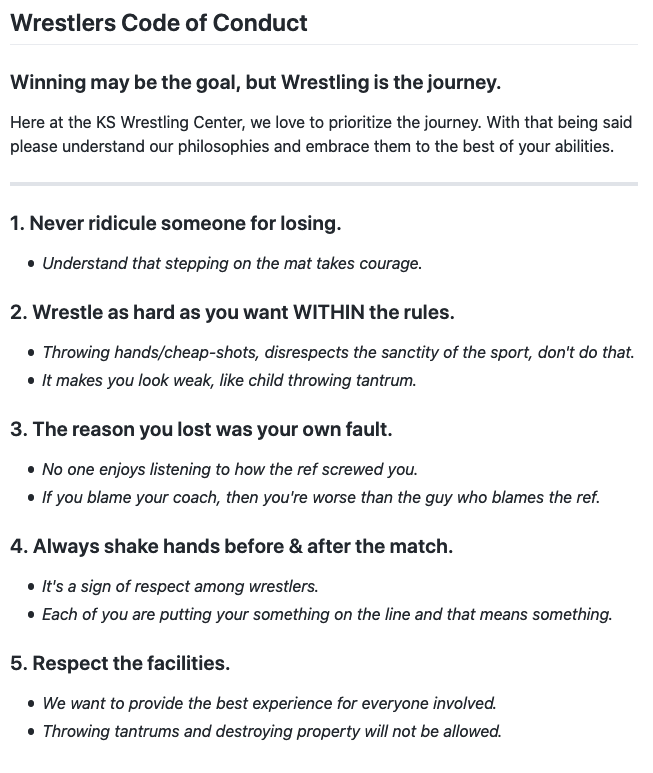 Wrestlers Code of Conduct
Winning may be the goal, but Wrestling is the journey.
Here at the KS Wrestling Center, we love to prioritize the journey. With that being said
please understand our philosophies and embrace them to the best of your abilities.
1. Never ridicule someone for losing.
• Understand that stepping on the mat takes courage.
2. Wrestle as hard as you want WITHIN the rules.
• Throwing hands/cheap-shots, disrespects the sanctity of the sport, don't do that.
• It makes you look weak, like child throwing tantrum.
3. The reason you lost was your own fault.
• No one enjoys listening to how the ref screwed you.
• If you blame your coach, then you're worse than the guy who blames the ref.
4. Always shake hands before & after the match.
• It's a sign of respect among wrestlers.
• Each of you are putting your something on the line and that means something.
5. Respect the facilities.
• We want to provide the best experience for everyone involved.
• Throwing tantrums and destroying property will not be allowed.